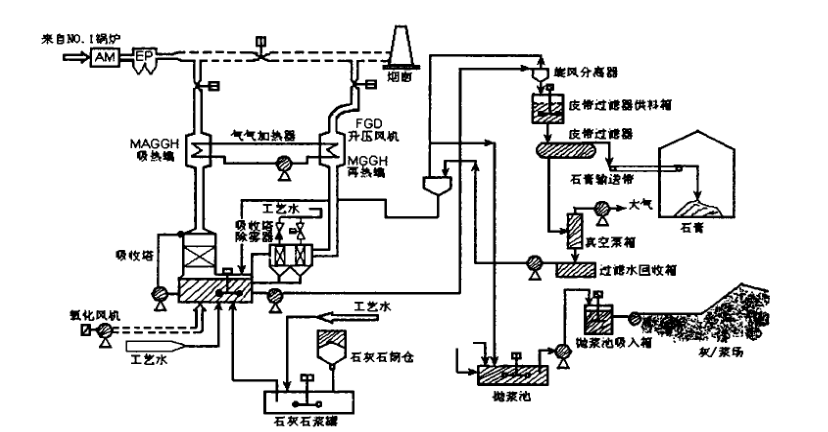 来自NO.1锅炉
AM
EP
烟囱
旋风分离器
皮带过滤器供料箱
FGD
升压风机
MAGGH
吸热端
气气加热器
MGGH
再热端
皮带过滤器
石膏输送带
石膏
工艺水
吸收塔
除雾器
大气
真空泵箱
吸收塔
过滤水回收箱
氧化风机
工艺水
工艺水
石灰石筒仓
石灰石浆罐
抛浆池
抛浆池吸入箱
灰/浆场